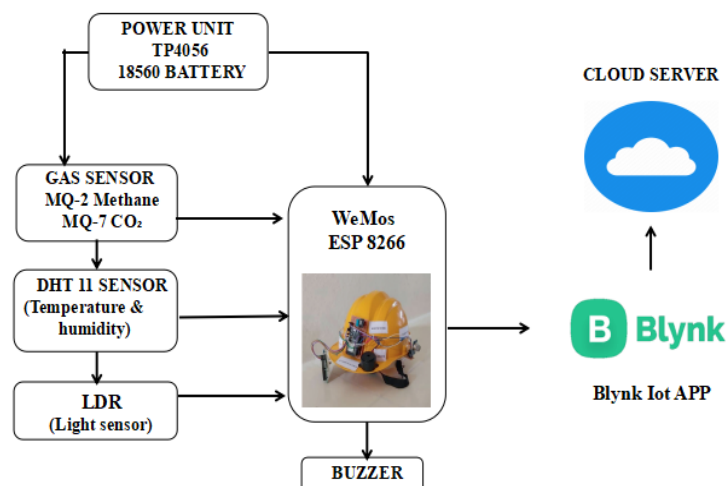 POWER UNIT
TP4056
18560 BATTERY
CLOUD SERVER
GAS SENSOR
MQ-2 Methane
MQ-7 CO₂
WeMos
ESP 8266
DHT 11 SENSOR
(Temperature &
humidity)
B Blynk
Blynk Iot APP
LDR
(Light sensor)
BUZZER